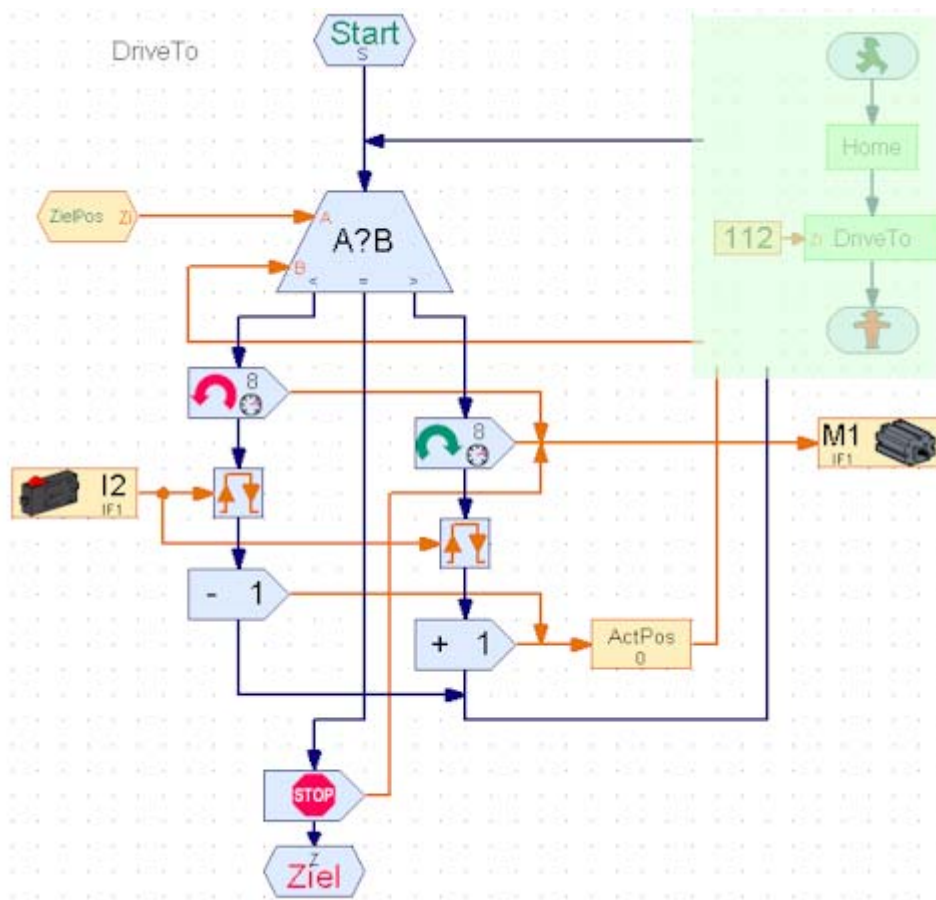 Start
S
DriveTo
Home
ZielPos Zi
A
A?B
B
< = >
112
Zi DriveTo
8
8
M1
IF1
I2
IF1
- 1
+ 1
ActPos
0
STOP
Z
Ziel